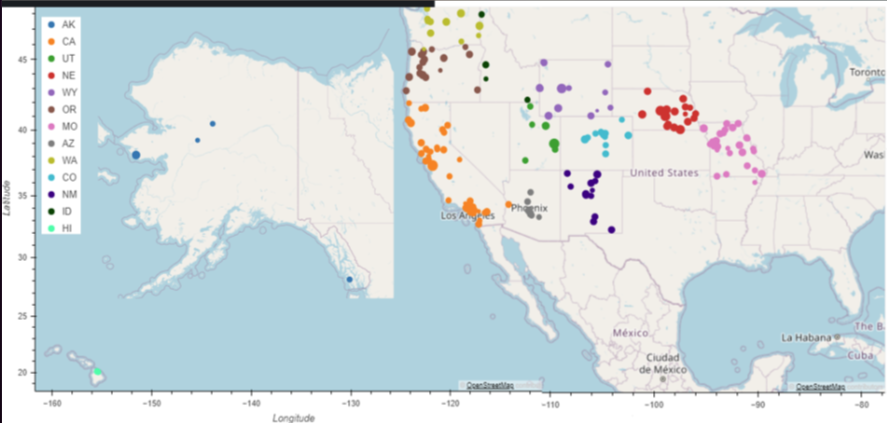 AK
CA
UT
NE
WY
OR
MO
AZ
WA
CO
NM
ID
HI
45
40
35
30
25
20
Latitude
Toronto
Was
United States
Los Angeles
Phoenix
México
Ciudad
de México
La Habana
The B
Cuba
OpenStreetMap
OpenStreetMap
−160
−150
−140
−130
−120
−110
−100
−90
−80
Longitude